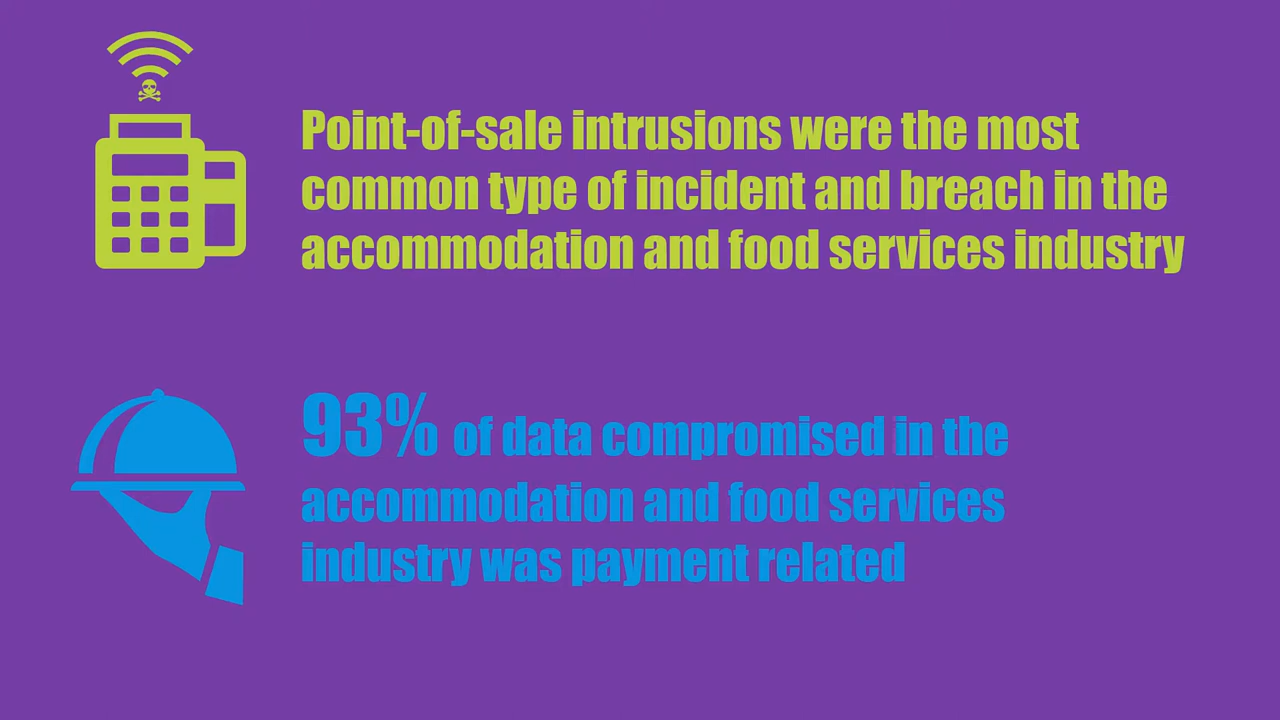 Point-of-sale intrusions were the most
common type of incident and breach in the
accommodation and food services industry
93% of data compromised in the
accommodation and food services
industry was payment related